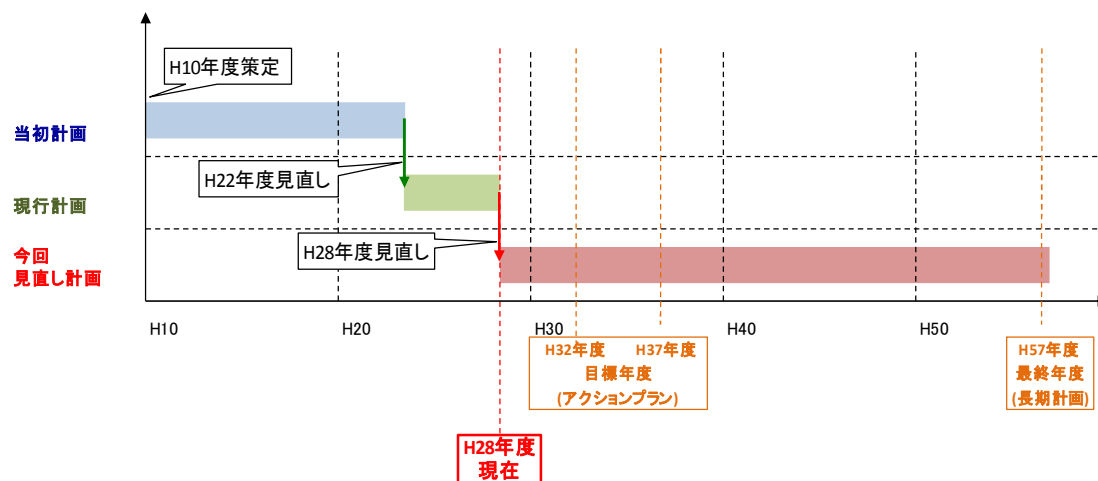 H10年度策定
当初計画
H22年度見直し
現行計画
H28年度見直し
今回
見直し計画
H10
H20
H30
H40
H50
H32年度
H37年度
目標年度
(アクションプラン)
H57年度
最終年度
(長期計画)
H28年度
現在